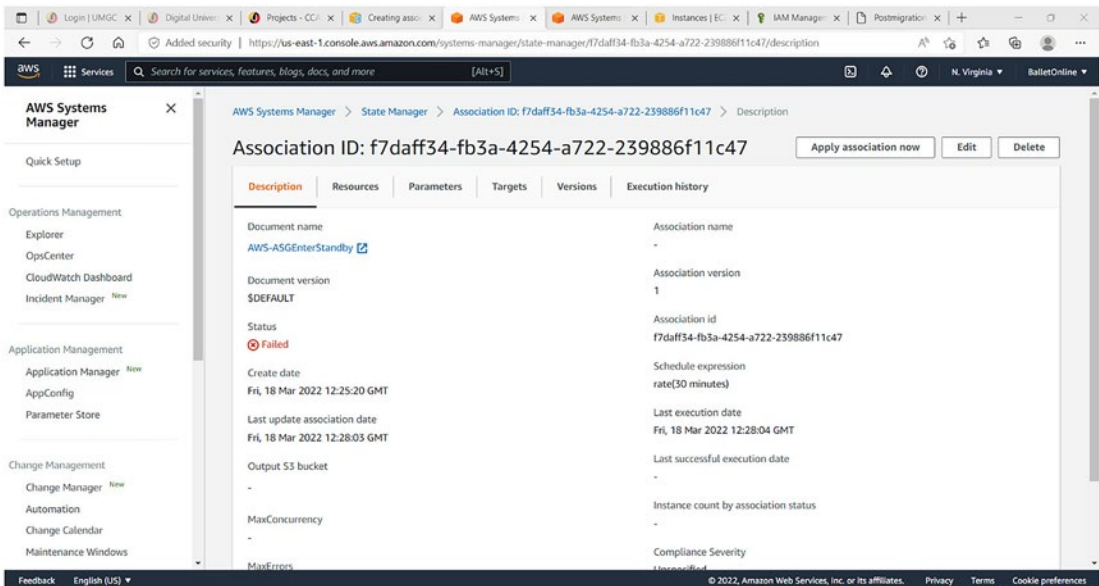 Login | UMGC
Digital Univer
Projects - CCA
Creating asso
AWS Systems
AWS Systems
Instances | EC
IAM Manager
Postmigration
Added security | https://us-east-1.console.aws.amazon.com/systems-manager/state-manager/f7daff34-fb3a-4254-a722-239886f11c47/description
aws Services Search for services, features, blogs, docs, and more [Alt+S] N. Virginia ▼ BalletOnline ▼
AWS Systems Manager
Quick Setup
Operations Management
Explorer
OpsCenter
CloudWatch Dashboard
Incident Manager New
Application Management
Application Manager New
AppConfig
Parameter Store
Change Management
Change Manager New
Automation
Change Calendar
Maintenance Windows
AWS Systems Manager > State Manager > Association ID: f7daff34-fb3a-4254-a722-239886f11c47 > Description
Association ID: f7daff34-fb3a-4254-a722-239886f11c47 Apply association now Edit Delete
Description Resources Parameters Targets Versions Execution history
Document name
AWS-ASGEnterStandby
Document version
$DEFAULT
Status
Failed
Create date
Fri, 18 Mar 2022 12:25:20 GMT
Last update association date
Fri, 18 Mar 2022 12:28:03 GMT
Output S3 bucket
-
MaxConcurrency
-
MaxErrors
Association name
-
Association version
1
Association id
f7daff34-fb3a-4254-a722-239886f11c47
Schedule expression
rate(30 minutes)
Last execution date
Fri, 18 Mar 2022 12:28:04 GMT
Last successful execution date
-
Instance count by association status
-
Compliance Severity
Unspecified
Feedback English (US) ▼ © 2022, Amazon Web Services, Inc. or its affiliates. Privacy Terms Cookie preferences